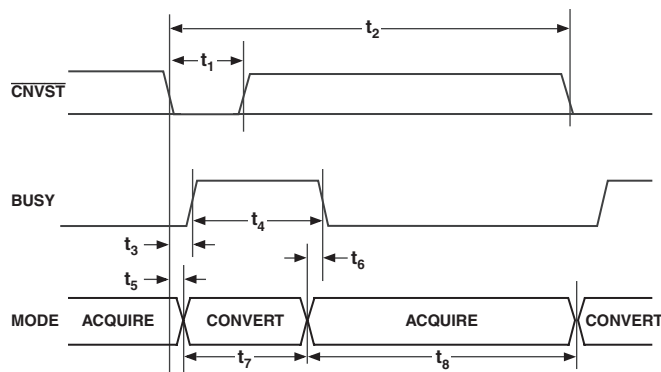 t2
t1
CNVST
BUSY
t4
t3
t6
t5
MODE ACQUIRE CONVERT ACQUIRE CONVERT
t7 t8